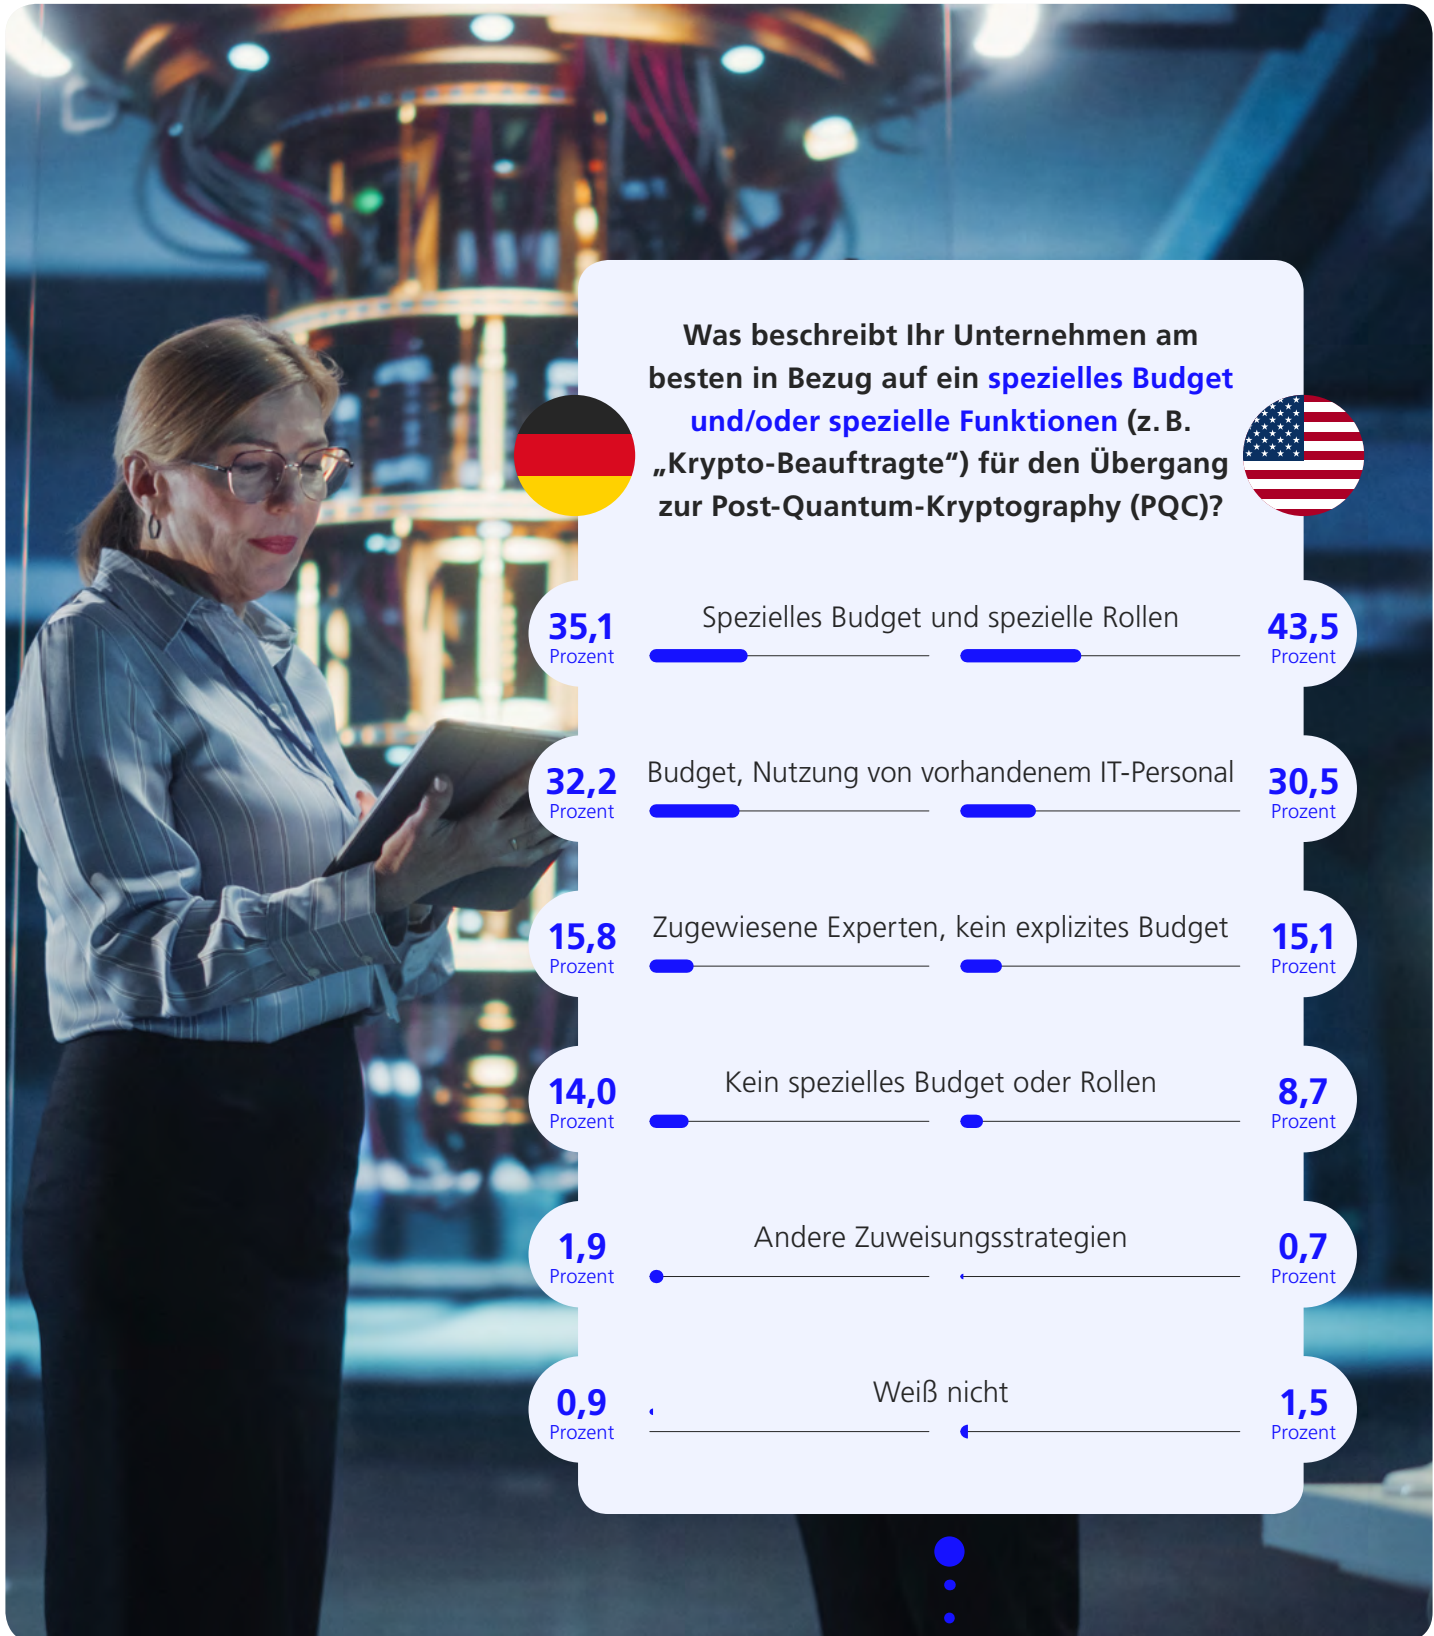 Was beschreibt Ihr Unternehmen am
besten in Bezug auf ein spezielles Budget
und/oder spezielle Funktionen (z. B.
„Krypto-Beauftragte“) für den Übergang
zur Post-Quantum-Kryptography (PQC)?
35,1
Prozent
Spezielles Budget und spezielle Rollen
43,5
Prozent
32,2
Prozent
Budget, Nutzung von vorhandenem IT-Personal
30,5
Prozent
15,8
Prozent
Zugewiesene Experten, kein explizites Budget
15,1
Prozent
14,0
Prozent
Kein spezielles Budget oder Rollen
8,7
Prozent
1,9
Prozent
Andere Zuweisungsstrategien
0,7
Prozent
0,9
Prozent
Weiß nicht
1,5
Prozent